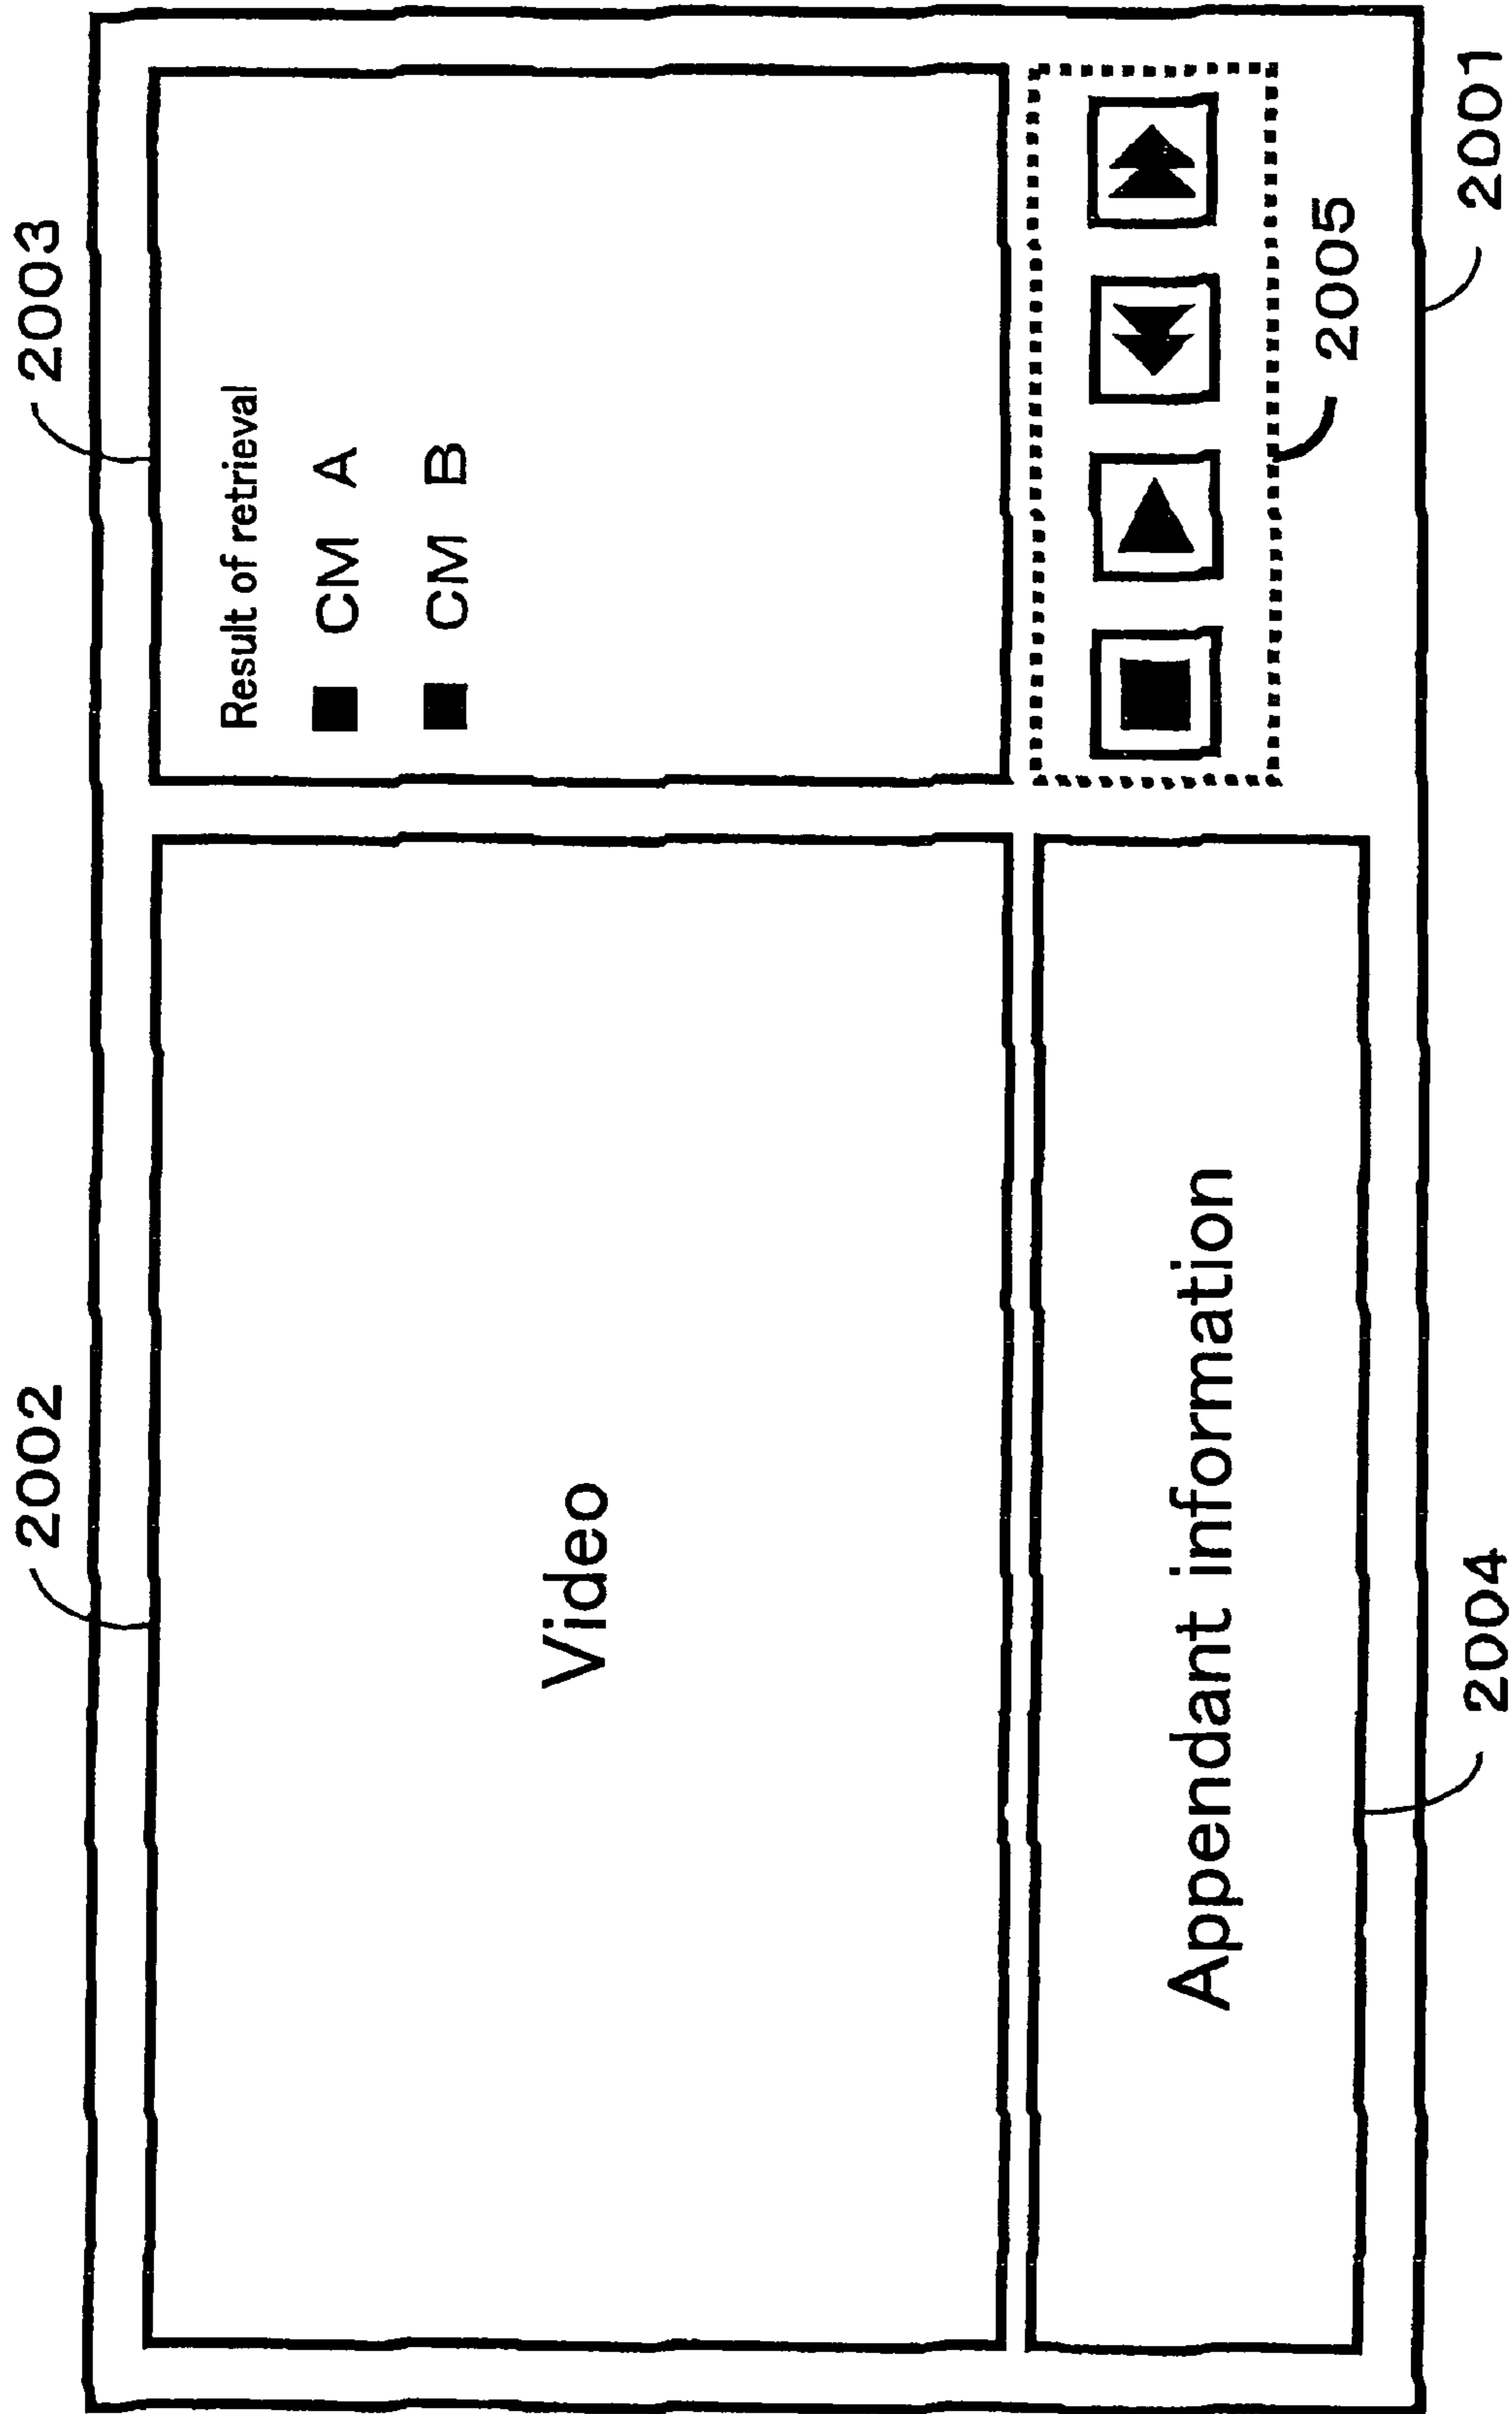 2002
2003
Video
Result of retrieval
■ CM A
■ CM B
Appendant information
2004
2005
2001